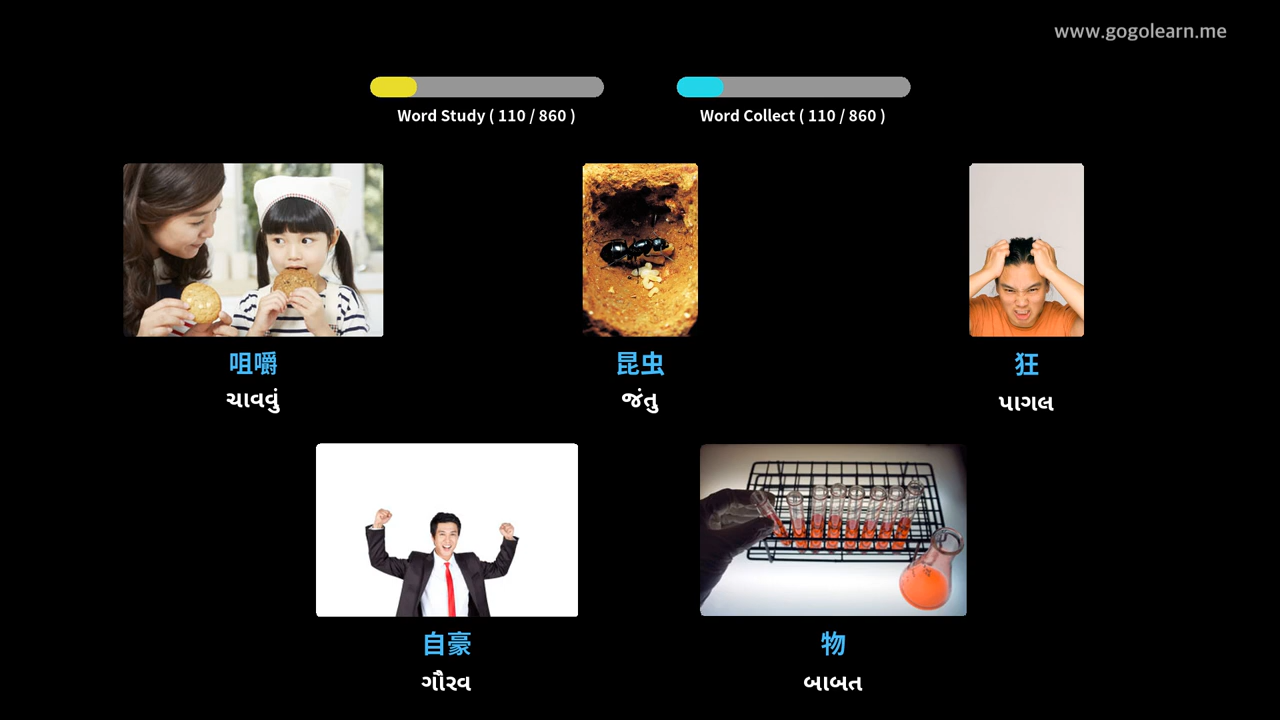 www.gogolearn.me
Word Study ( 110 / 860 )
Word Collect ( 110 / 860 )
咀嚼
ચાવવું
昆虫
જંતુ
狂
પાગલ
自豪
ગૌરવ
物
બાબત